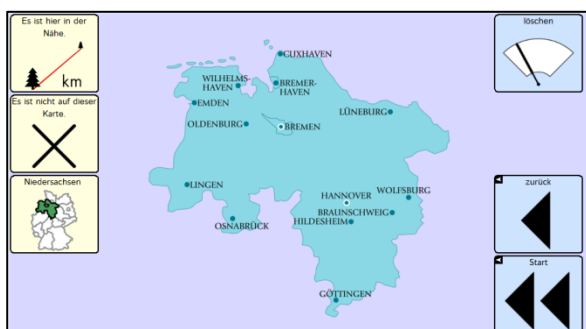 Es ist hier in der
Nähe.
km
Es ist nicht auf dieser
Karte.
Niedersachsen
CUXHAVEN
WILHELMS-
HAVEN
BREMER-
HAVEN
EMDEN
LÜNEBURG
OLDENBURG
BREMEN
LINGEN
HANNOVER
WOLFSBURG
BRAUNSCHWEIG
OSNABRÜCK
HILDESHEIM
GÖTTINGEN
löschen
zurück
Start